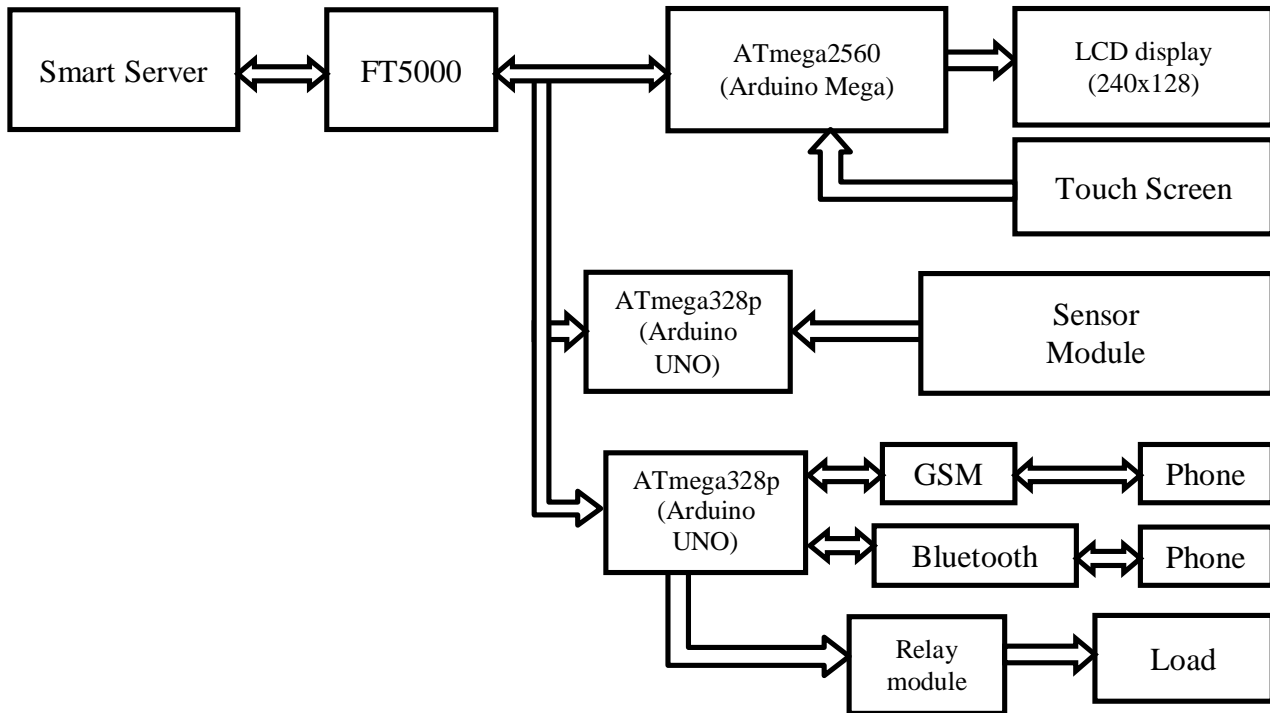 Smart Server
FT5000
ATmega2560
(Arduino Mega)
LCD display
(240x128)
Touch Screen
ATmega328p
(Arduino
UNO)
Sensor
Module
ATmega328p
(Arduino
UNO)
GSM
Phone
Bluetooth
Phone
Relay
module
Load